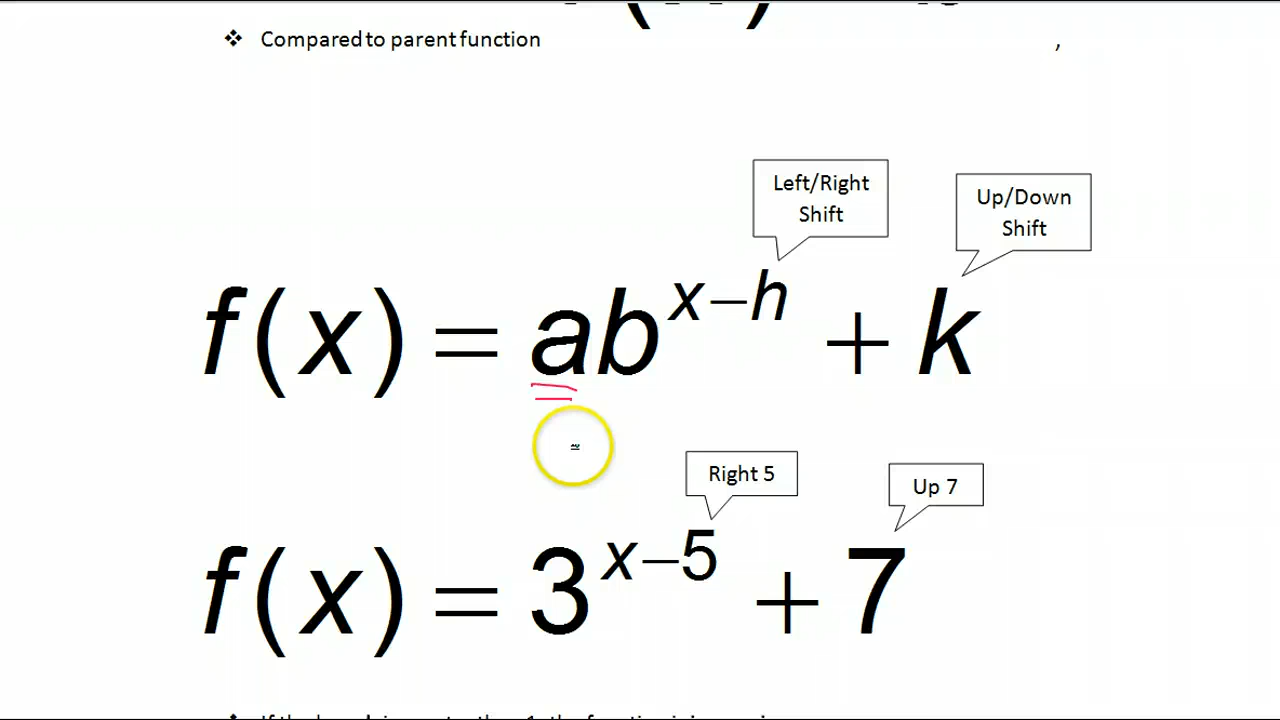 ❖ Compared to parent function ,
Left/Right
Shift
Up/Down
Shift
f(x) = ab^{x−h} + k
Right 5
Up 7
f(x) = 3^{x−5} + 7